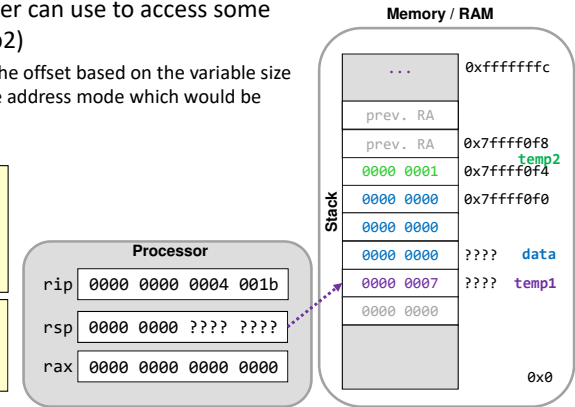 er can use to access some
p2)
he offset based on the variable size
e address mode which would be
Memory / RAM
... 0xfffffffc
prev. RA
prev. RA 0x7ffff0f8
temp2
0000 0001 0x7ffff0f4
0000 0000 0x7ffff0f0
0000 0000
0000 0000 ???? data
0000 0007 ???? temp1
0000 0000
0x0
Stack
Processor
rip 0000 0000 0004 001b
rsp 0000 0000 ???? ????
rax 0000 0000 0000 0000